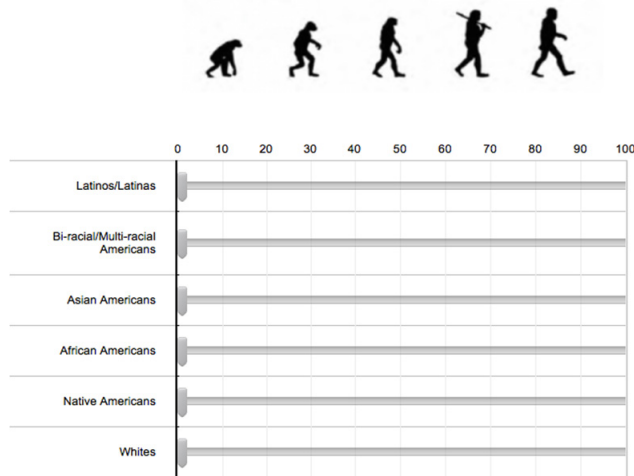 0 10 20 30 40 50 60 70 80 90 100
Latinos/Latinas
Bi-racial/Multi-racial
Americans
Asian Americans
African Americans
Native Americans
Whites